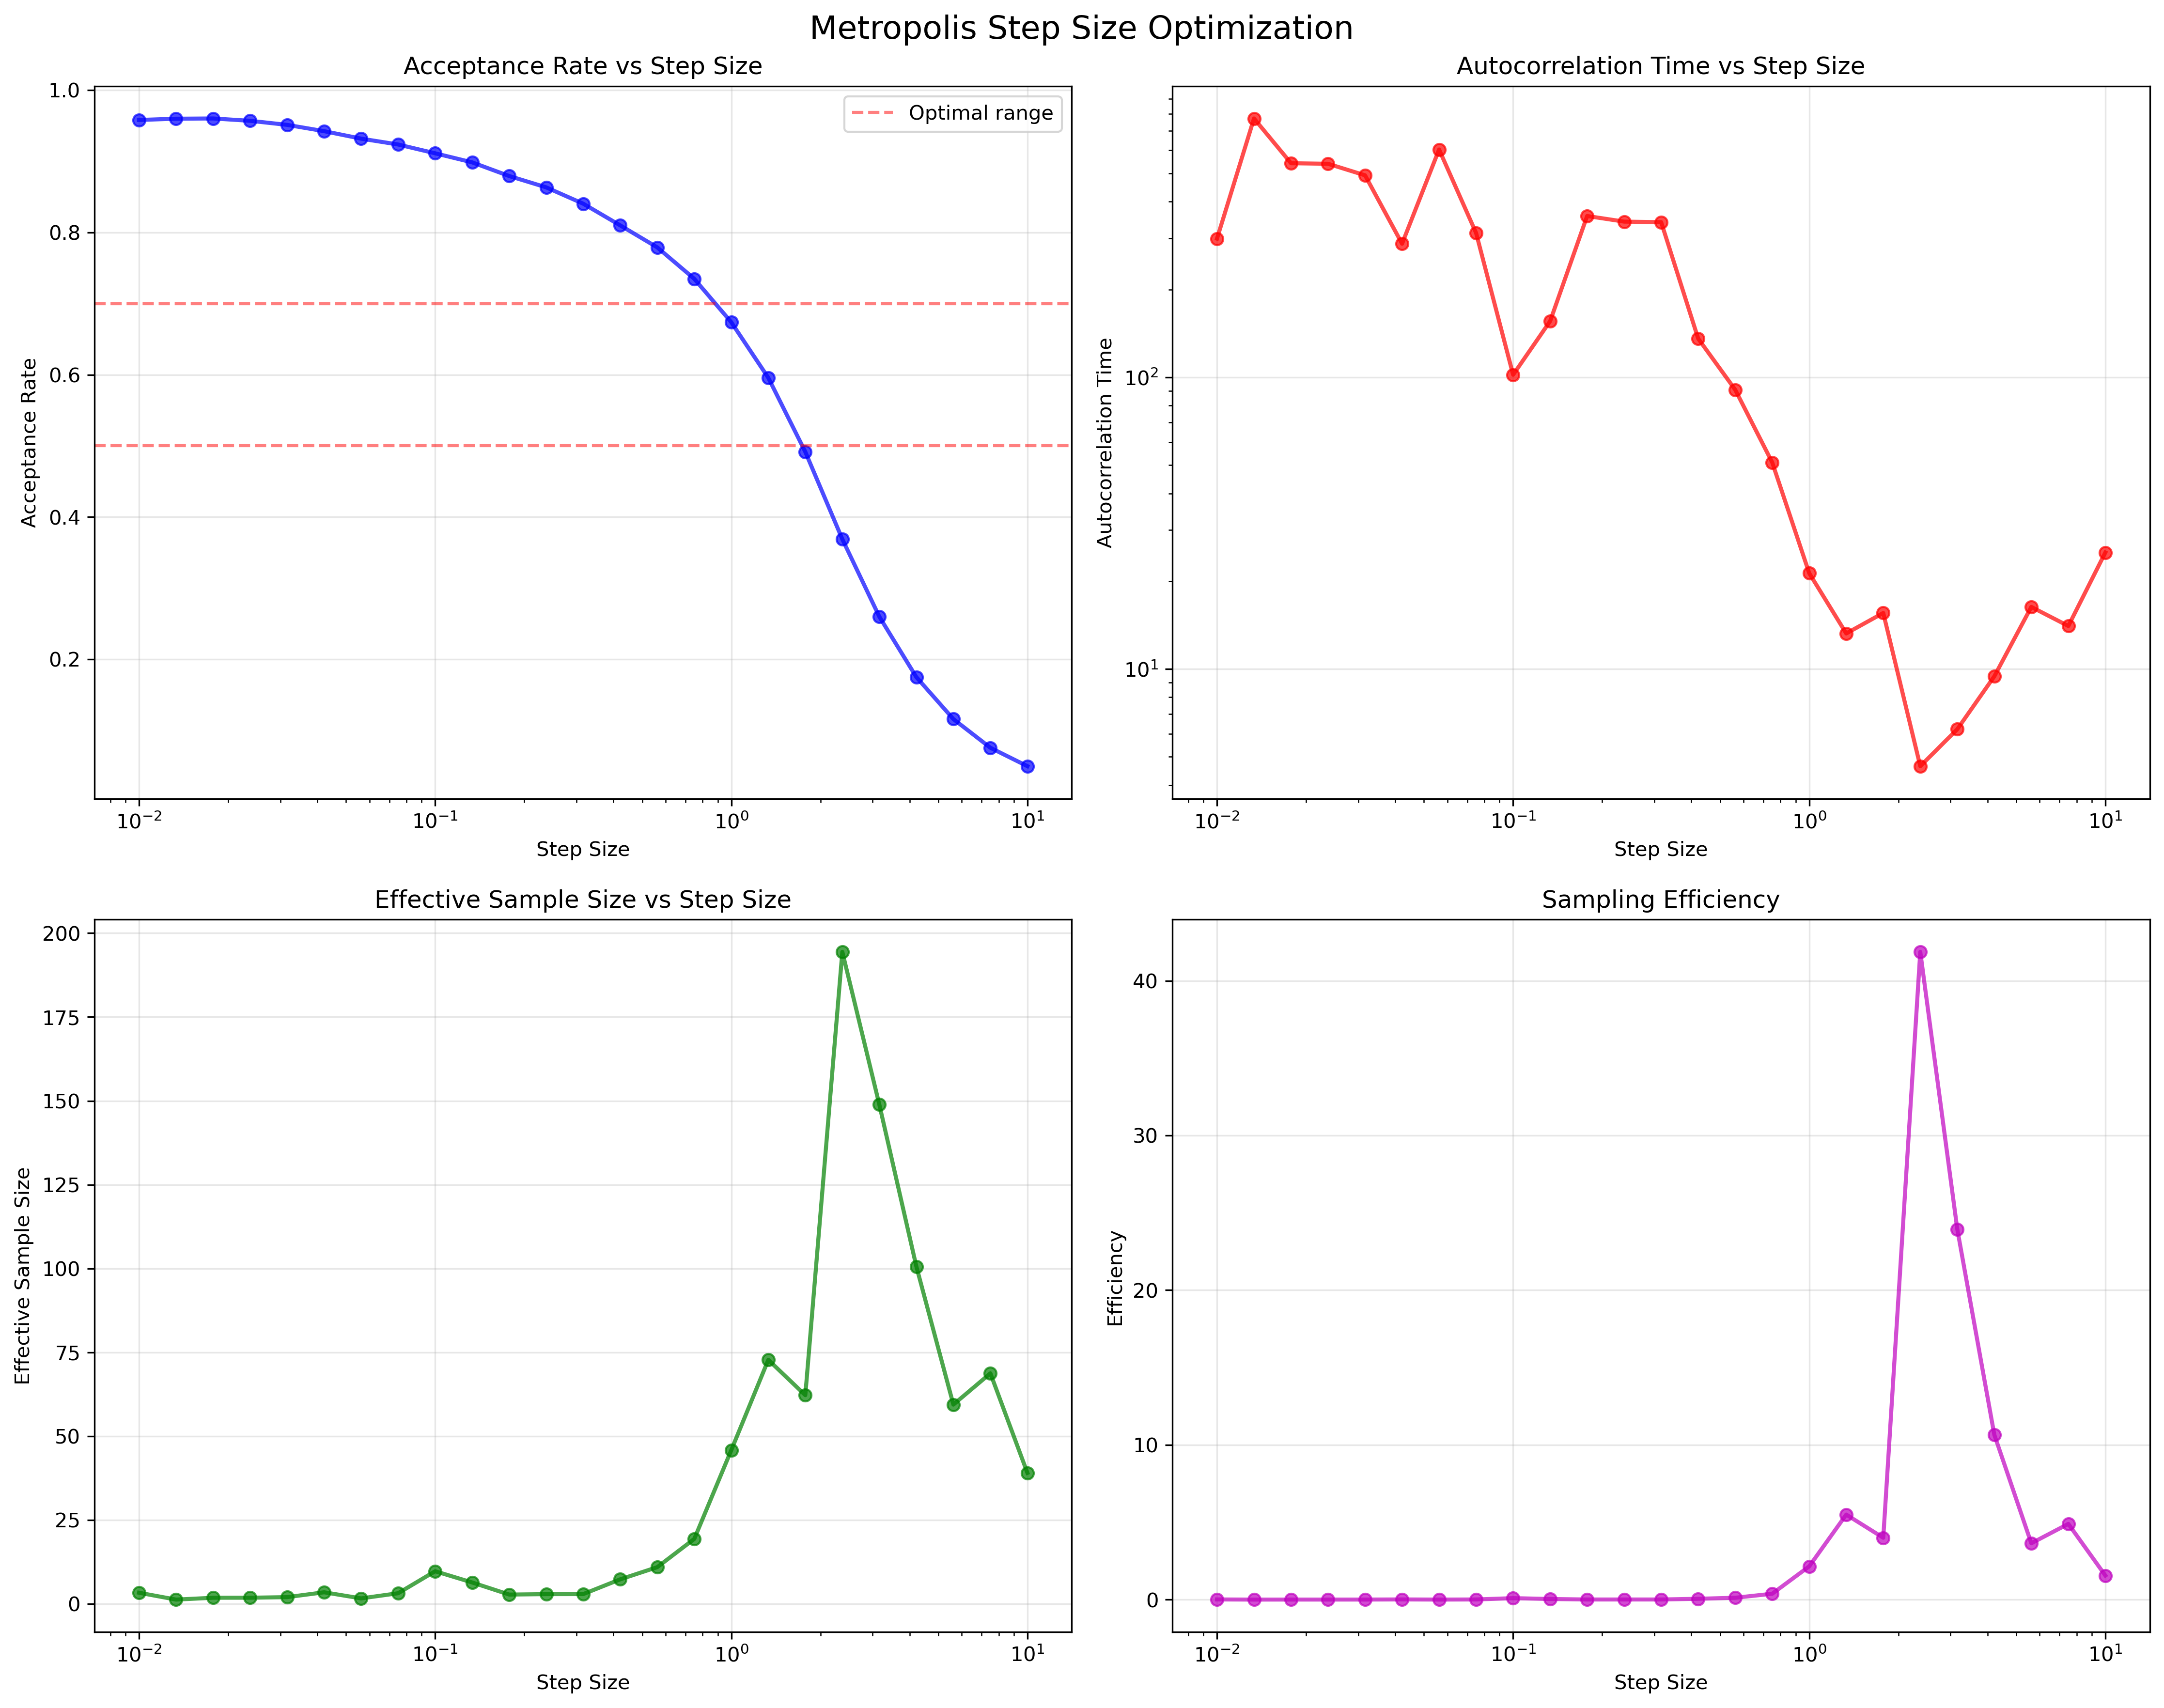 Metropolis Step Size Optimization
Acceptance Rate vs Step Size
Acceptance Rate
1.0
0.8
0.6
0.4
0.2
Optimal range
10⁻²
10⁻¹
10⁰
10¹
Step Size
Autocorrelation Time vs Step Size
Autocorrelation Time
10²
10¹
10⁻²
10⁻¹
10⁰
10¹
Step Size
Effective Sample Size vs Step Size
Effective Sample Size
200
175
150
125
100
75
50
25
0
10⁻²
10⁻¹
10⁰
10¹
Step Size
Sampling Efficiency
Efficiency
40
30
20
10
0
10⁻²
10⁻¹
10⁰
10¹
Step Size